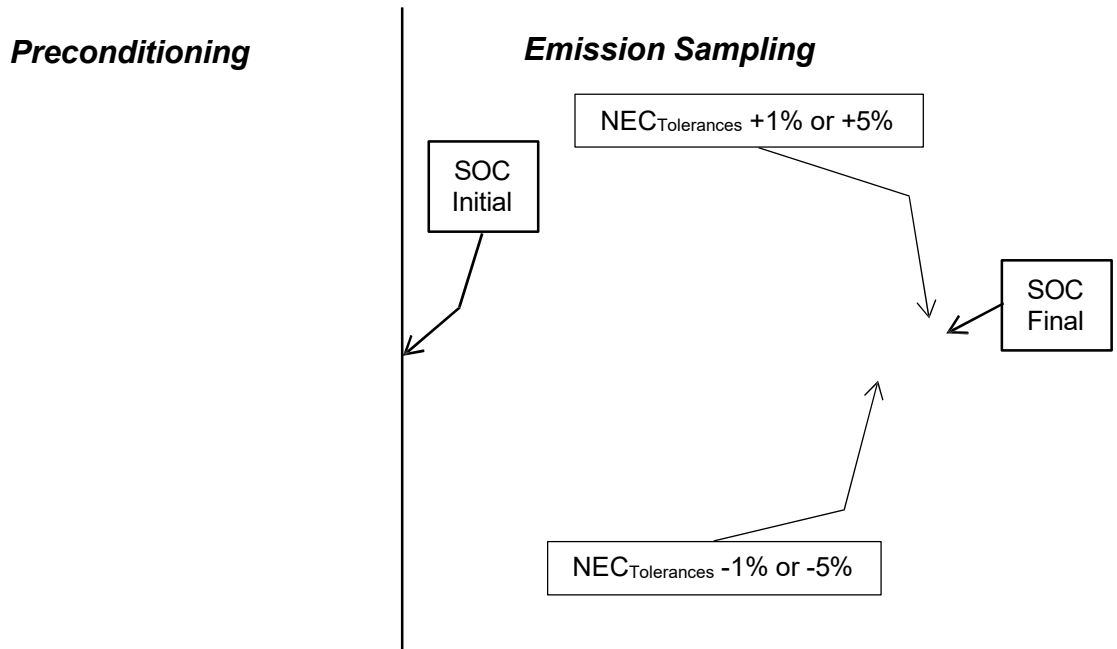 Preconditioning
Emission Sampling
NECTolerances +1% or +5%
SOC
Initial
SOC
Final
NECTolerances -1% or -5%